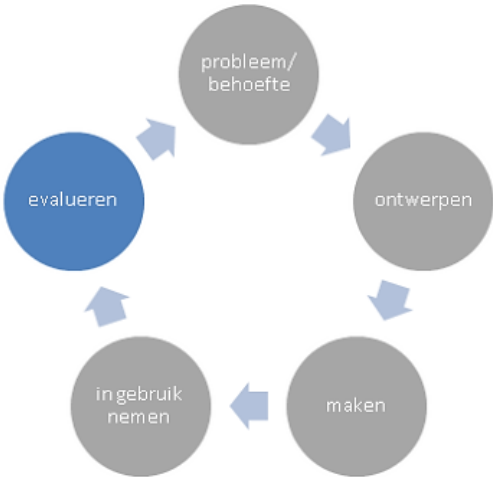 probleem/
behoefte
ontwerpen
maken
in gebruik
nemen
evalueren